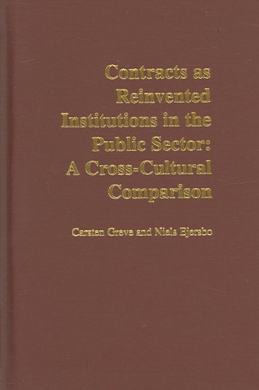 Contracts as
Reinvented
Institutions in the
Public Sector:
A Cross-Cultural
Comparison
Carsten Greve and Niels Ejersbo